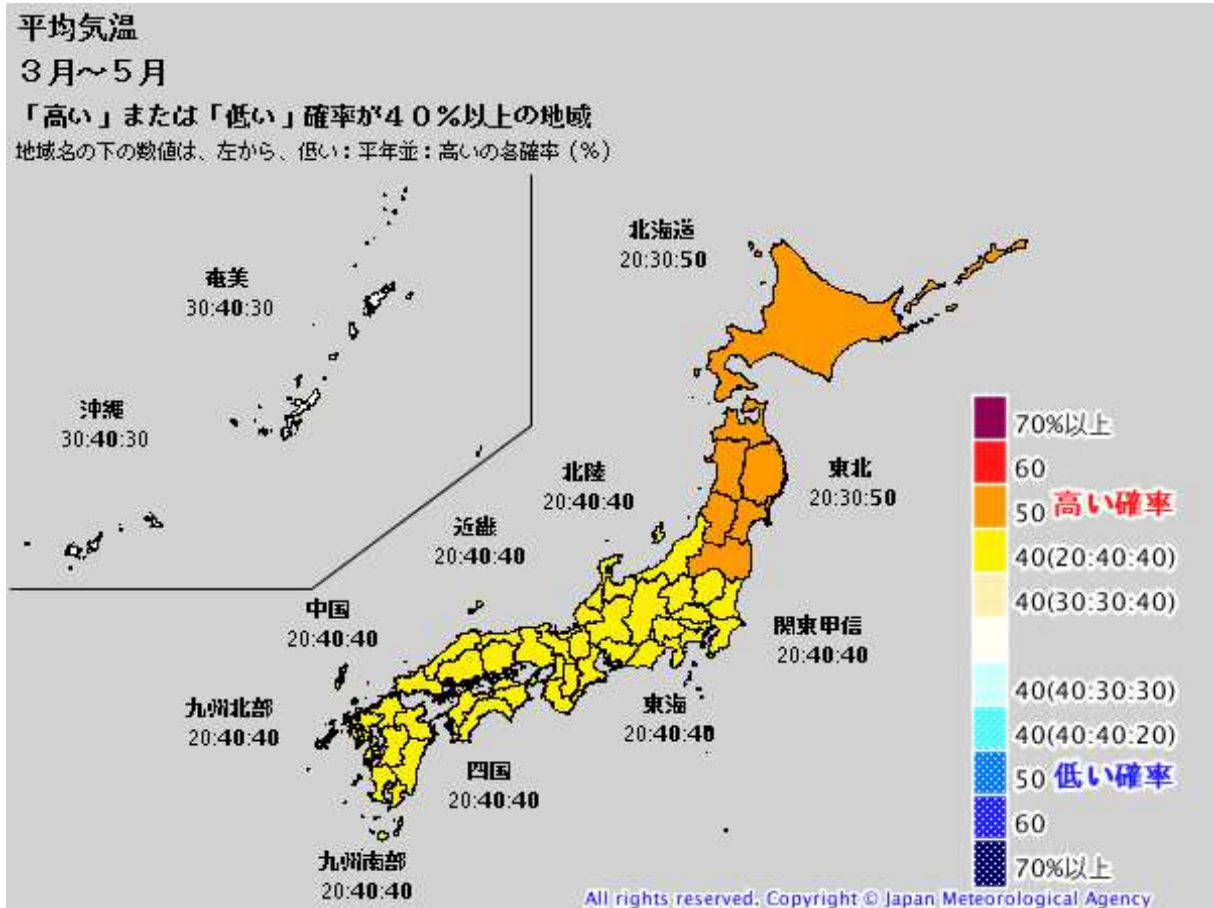 平均気温
3月～5月
「高い」または「低い」確率が40%以上の地域
地域名の下の数値は、左から、低い:平年並:高いの各確率(%)
北海道
20:30:50
奄美
30:40:30
沖縄
30:40:30
北陸
20:40:40
東北
20:30:50
近畿
20:40:40
中国
20:40:40
関東甲信
20:40:40
九州北部
20:40:40
東海
20:40:40
四国
20:40:40
九州南部
20:40:40
70%以上
60
50 高い確率
40(20:40:40)
40(30:30:40)
40(40:30:30)
40(40:40:20)
50 低い確率
60
70%以上
All rights reserved. Copyright © Japan Meteorological Agency